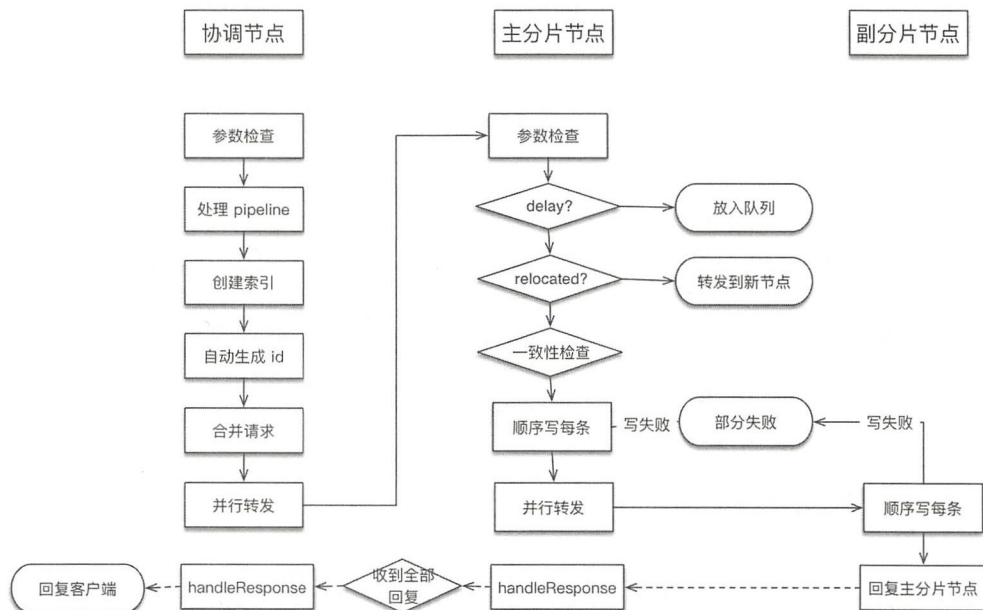 协调节点
主分片节点
副分片节点
参数检查
处理 pipeline
创建索引
自动生成 id
合并请求
并行转发
参数检查
delay?
放入队列
relocated?
转发到新节点
一致性检查
顺序写每条
写失败
部分失败
写失败
并行转发
顺序写每条
回复客户端
handleResponse
收到全部
回复
handleResponse
回复主分片节点